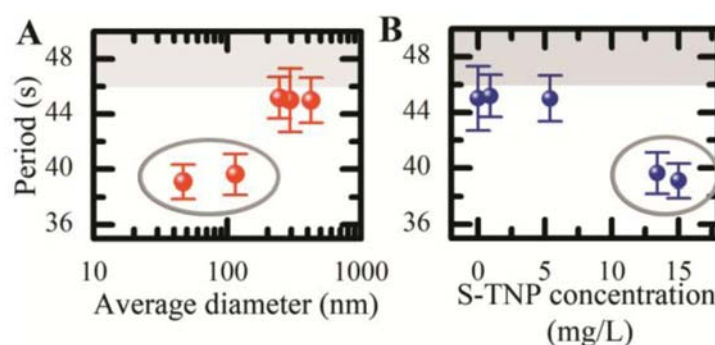 A
B
Period (s)
48
44
40
36
10
100
1000
Average diameter (nm)
48
44
40
36
0
5
10
15
S-TNP concentration
(mg/L)